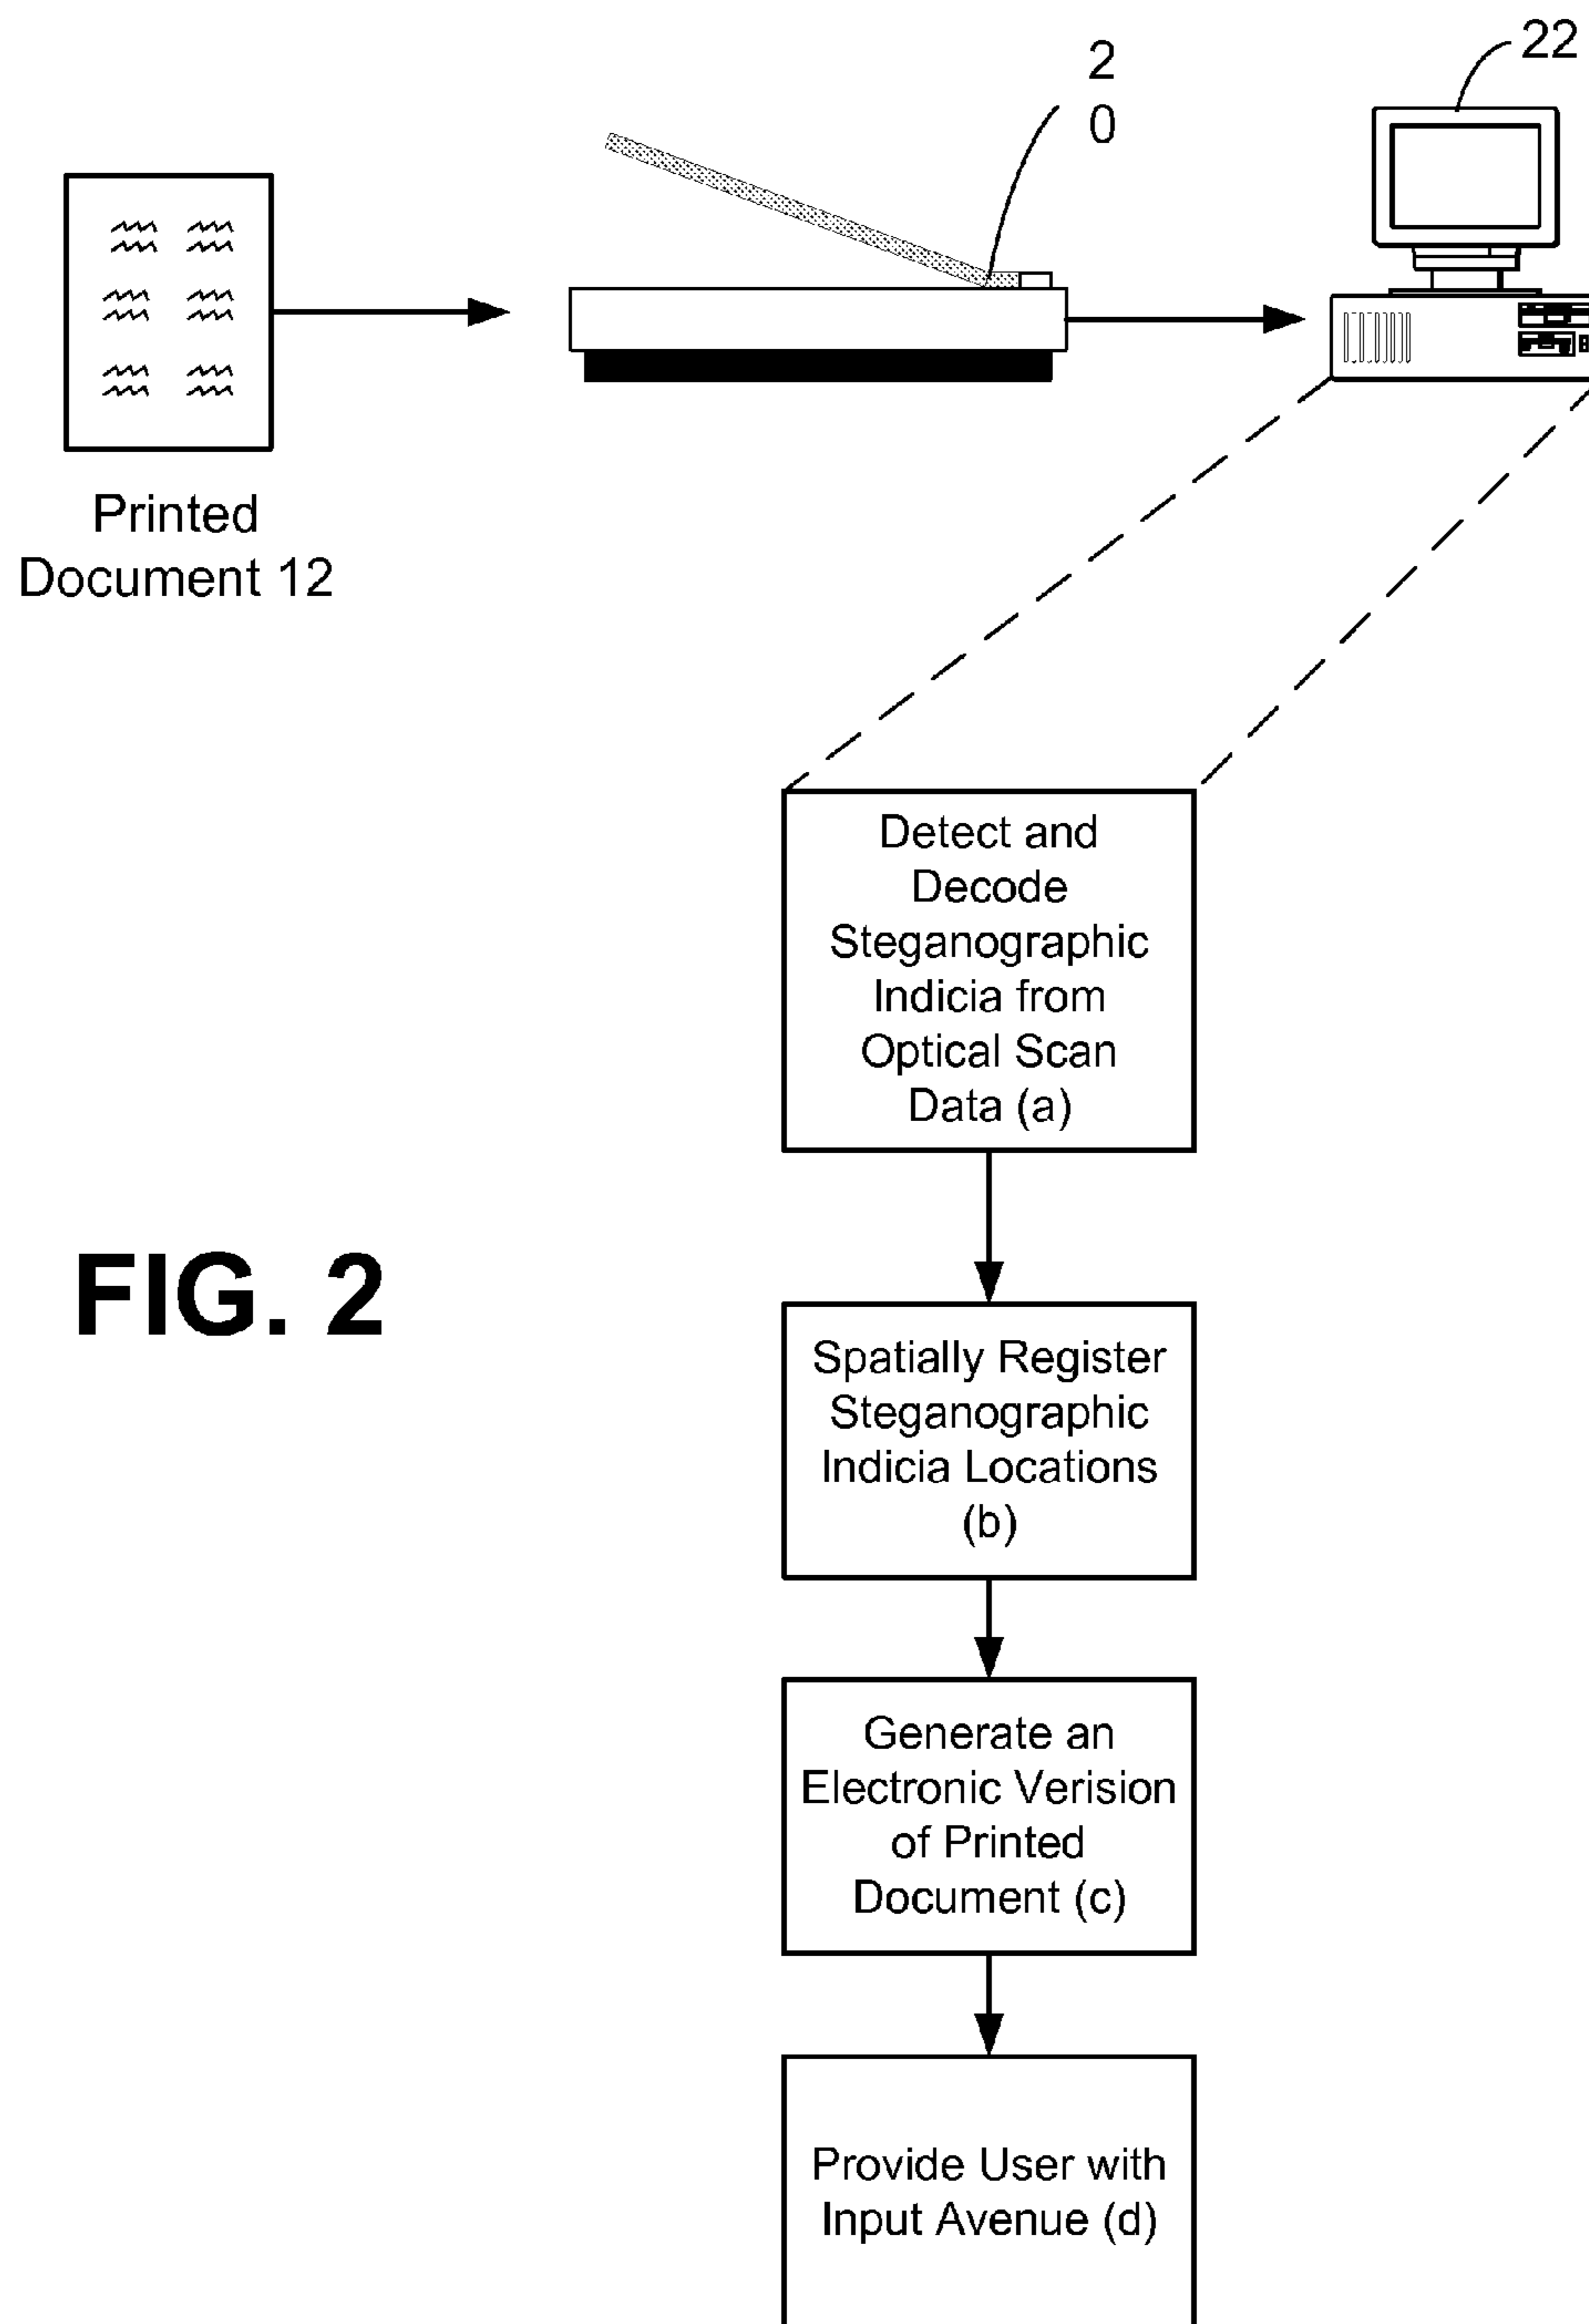 22
2
0
Printed
Document 12
Detect and
Decode
Steganographic
Indicia from
Optical Scan
Data (a)
FIG. 2
Spatially Register
Steganographic
Indicia Locations
(b)
Generate an
Electronic Verision
of Printed
Document (c)
Provide User with
Input Avenue (d)